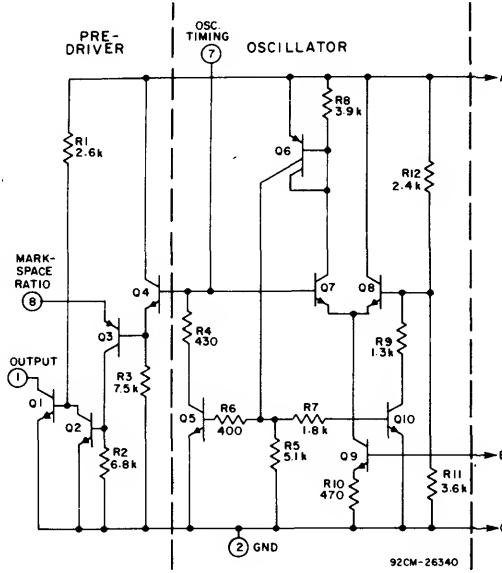 PRE-
DRIVER
OSC.
TIMING
7
OSCILLATOR
A
R1
2.6k
R8
3.9k
Q6
R12
2.4k
MARK-
SPACE
RATIO
8
Q4
Q7
Q8
Q3
R4
430
R9
1.3k
OUTPUT
1
R3
7.5k
Q1
Q2
Q5
R6
400
R7
1.8k
Q10
R2
6.8k
R5
5.1k
Q9
B
R10
470
R11
3.6k
2 GND
92CM-26340